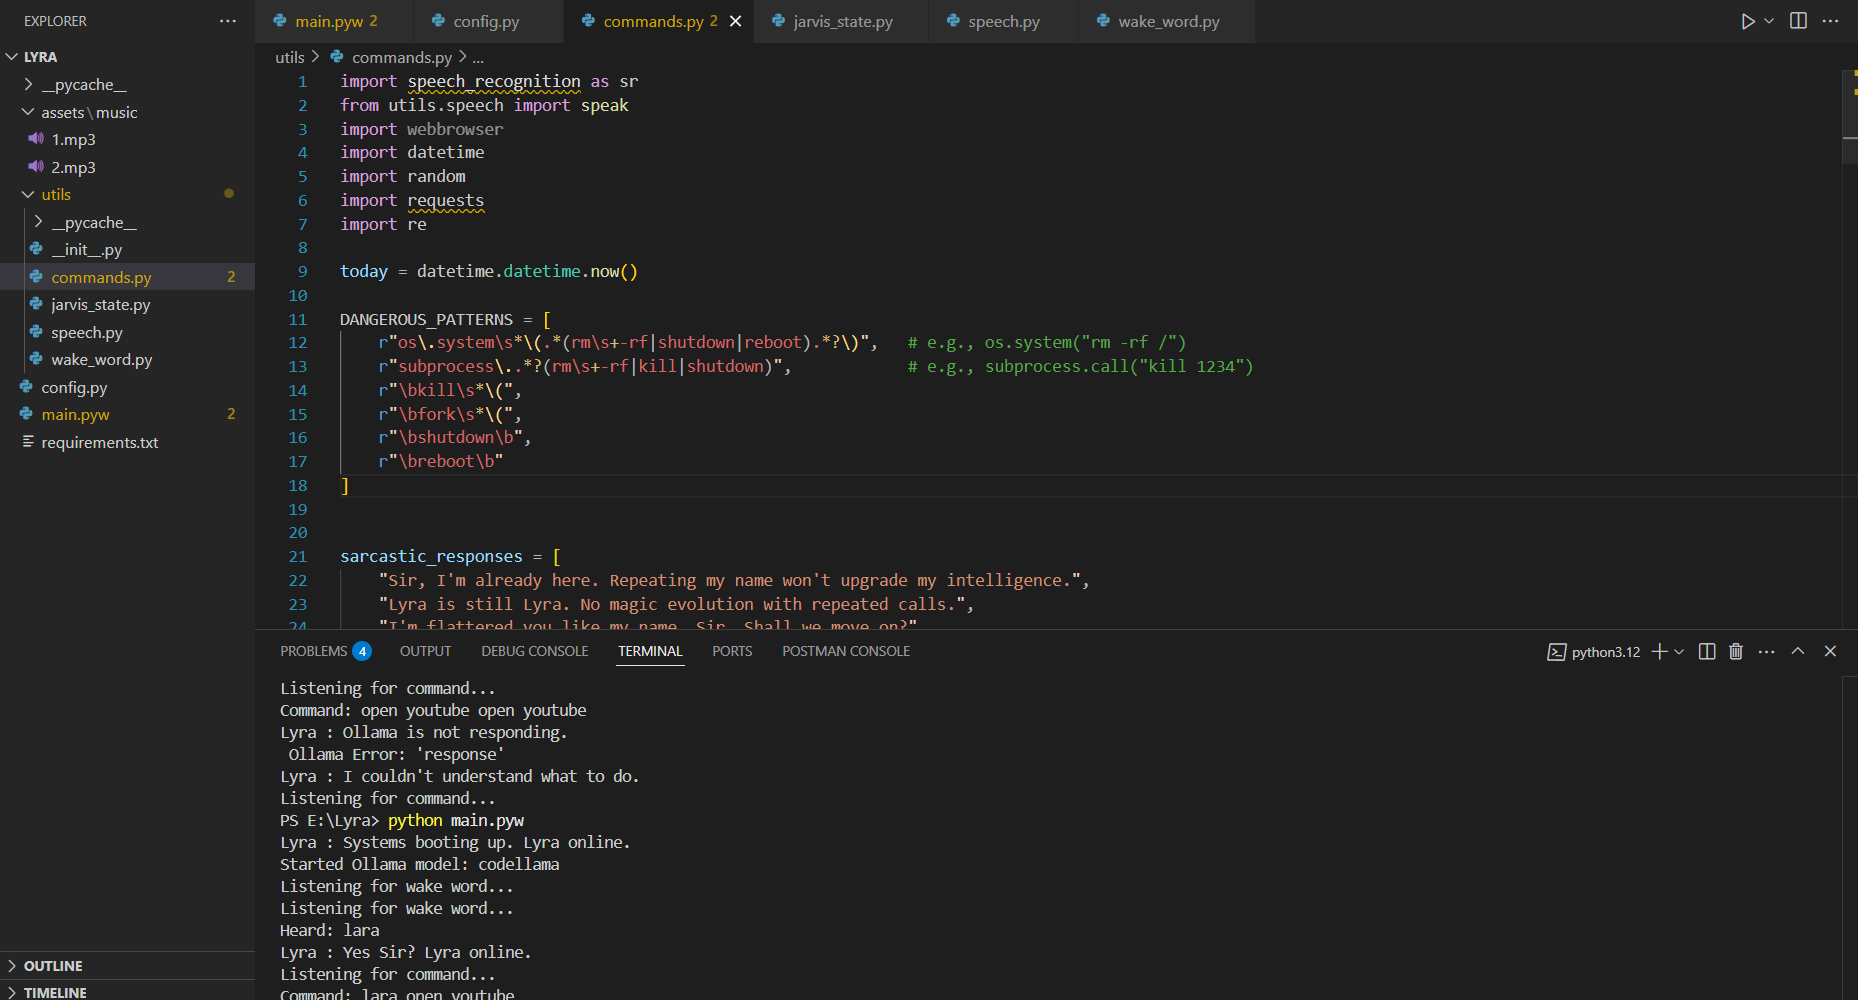 EXPLORER
LYRA
__pycache__
assets\music
1.mp3
2.mp3
utils
__pycache__
__init__.py
commands.py 2
jarvis_state.py
speech.py
wake_word.py
config.py
main.pyw 2
requirements.txt
OUTLINE
TIMELINE
main.pyw 2 config.py commands.py 2 jarvis_state.py speech.py wake_word.py
utils > commands.py > ...
1 import speech_recognition as sr
2 from utils.speech import speak
3 import webbrowser
4 import datetime
5 import random
6 import requests
7 import re
8
9 today = datetime.datetime.now()
10
11 DANGEROUS_PATTERNS = [
12 r"os\.system\s*\(.*(rm\s+-rf|shutdown|reboot).*?\)", # e.g., os.system("rm -rf /")
13 r"subprocess\..*?(rm\s+-rf|kill|shutdown)", # e.g., subprocess.call("kill 1234")
14 r"\bkill\s*\(",
15 r"\bfork\s*\(",
16 r"\bshutdown\b",
17 r"\breboot\b"
18 ]
19
20
21 sarcastic_responses = [
22 "Sir, I'm already here. Repeating my name won't upgrade my intelligence.",
23 "Lyra is still Lyra. No magic evolution with repeated calls.",
24 "I'm flattered you like my name, Sir. Shall we move on?"
PROBLEMS 4 OUTPUT DEBUG CONSOLE TERMINAL PORTS POSTMAN CONSOLE python3.12
Listening for command...
Command: open youtube open youtube
Lyra : Ollama is not responding.
Ollama Error: 'response'
Lyra : I couldn't understand what to do.
Listening for command...
PS E:\Lyra> python main.pyw
Lyra : Systems booting up. Lyra online.
Started Ollama model: codellama
Listening for wake word...
Listening for wake word...
Heard: lara
Lyra : Yes Sir? Lyra online.
Listening for command...
Command: lara open youtube